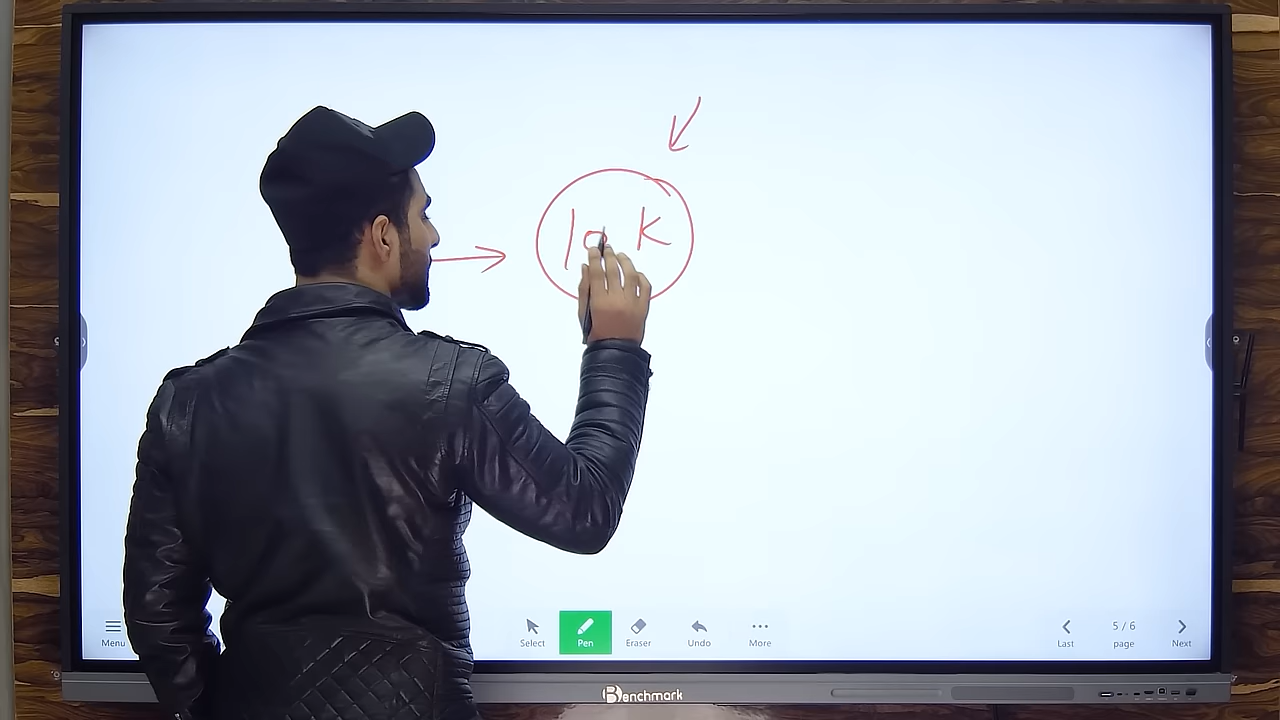 10 K
Menu
Select
Pen
Eraser
Undo
More
Last
5 / 6
page
Next
Benchmark